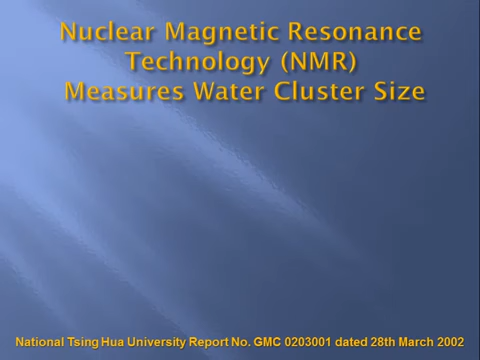 Nuclear Magnetic Resonance
Technology (NMR)
Measures Water Cluster Size
National Tsing Hua University Report No. GMC 0203001 dated 28th March 2002